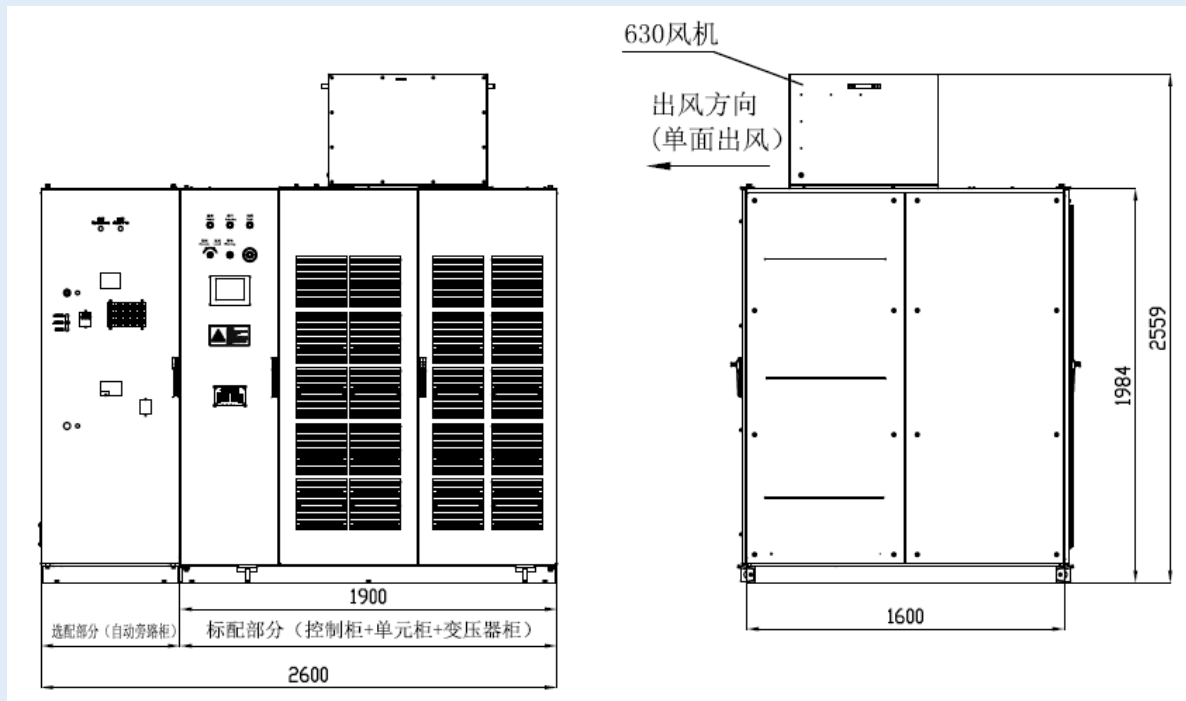 630风机
出风方向
(单面出风)
2559
1984
1900
1600
选配部分（自动旁路柜）
标配部分（控制柜+单元柜+变压器柜）
2600